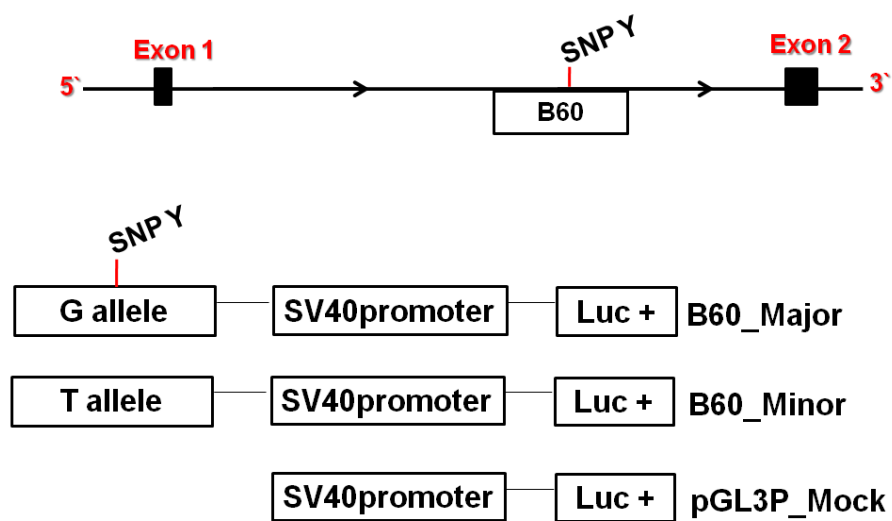 Exon 1
SNP Y
Exon 2
5`
3`
B60
SNP Y
G allele
SV40promoter
Luc +
B60_Major
T allele
SV40promoter
Luc +
B60_Minor
SV40promoter
Luc +
pGL3P_Mock